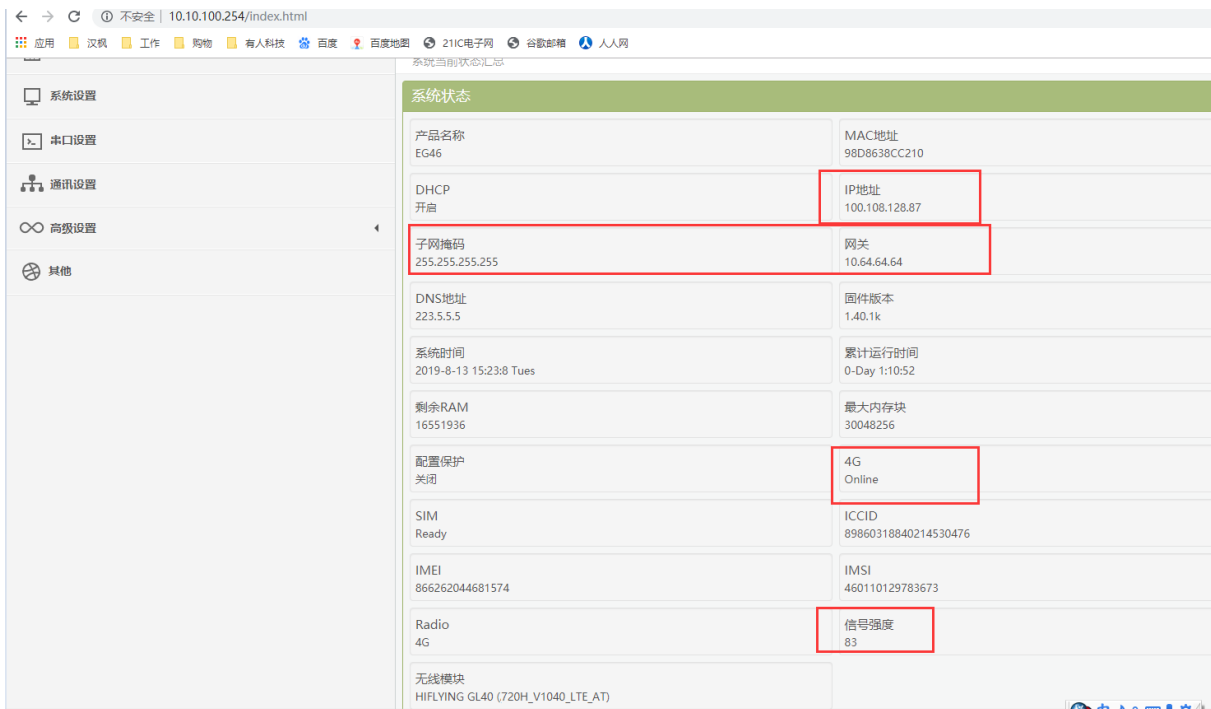 不安全 | 10.10.100.254/index.html
应用 汉枫 工作 购物 有人科技 百度 百度地图 21IC电子网 谷歌邮箱 人人网
系统当前状态汇总
系统设置
串口设置
通讯设置
高级设置
其他
系统状态
产品名称
EG46
MAC地址
98D8638CC210
DHCP
开启
IP地址
100.108.128.87
子网掩码
255.255.255.255
网关
10.64.64.64
DNS地址
223.5.5.5
固件版本
1.40.1k
系统时间
2019-8-13 15:23:8 Tues
累计运行时间
0-Day 1:10:52
剩余RAM
16551936
最大内存块
30048256
配置保护
关闭
4G
Online
SIM
Ready
ICCID
89860318840214530476
IMEI
866262044681574
IMSI
460110129783673
Radio
4G
信号强度
83
无线模块
HIFLYING GL40 (720H_V1040_LTE_AT)